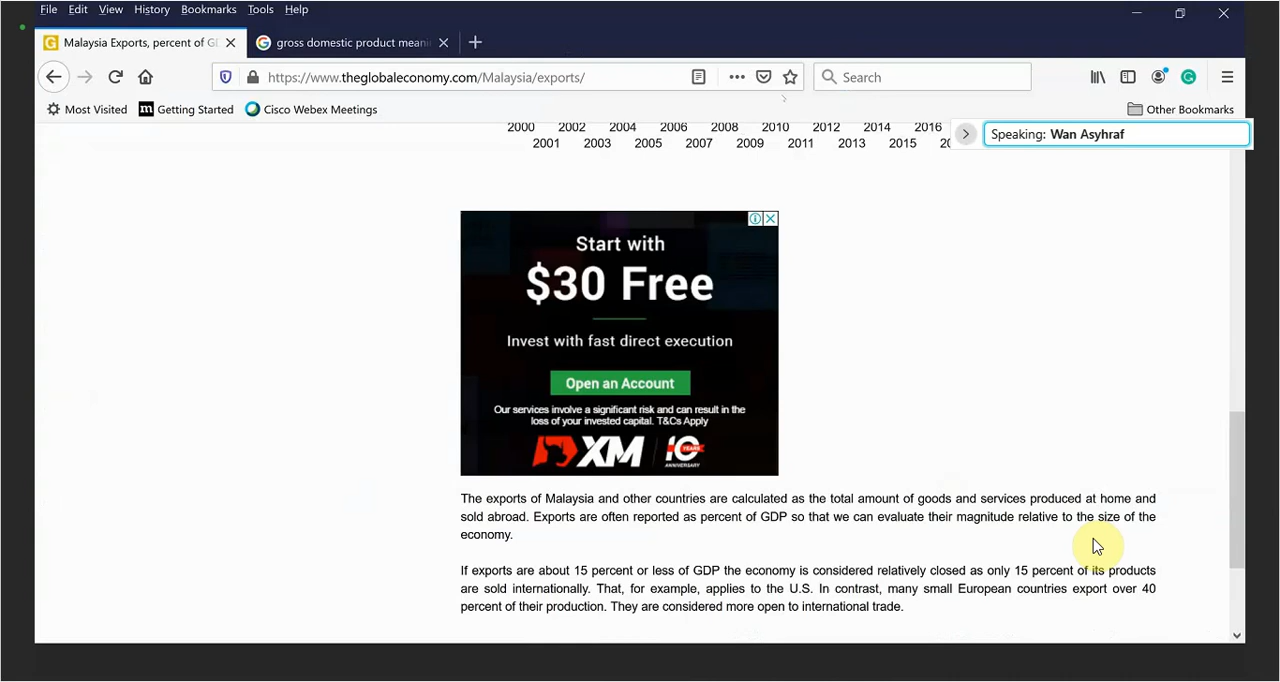 File Edit View History Bookmarks Tools Help
Malaysia Exports, percent of GD
gross domestic product meani
https://www.theglobaleconomy.com/Malaysia/exports/
Search
Most Visited
Getting Started
Cisco Webex Meetings
Other Bookmarks
2000 2002 2004 2006 2008 2010 2012 2014 2016
2001 2003 2005 2007 2009 2011 2013 2015 20
Speaking: Wan Asyhraf
Start with
$30 Free
Invest with fast direct execution
Open an Account
Our services involve a significant risk and can result in the
loss of your invested capital. T&Cs Apply
XM
10
YEARS
ANNIVERSARY
The exports of Malaysia and other countries are calculated as the total amount of goods and services produced at home and
sold abroad. Exports are often reported as percent of GDP so that we can evaluate their magnitude relative to the size of the
economy.
If exports are about 15 percent or less of GDP the economy is considered relatively closed as only 15 percent of its products
are sold internationally. That, for example, applies to the U.S. In contrast, many small European countries export over 40
percent of their production. They are considered more open to international trade.